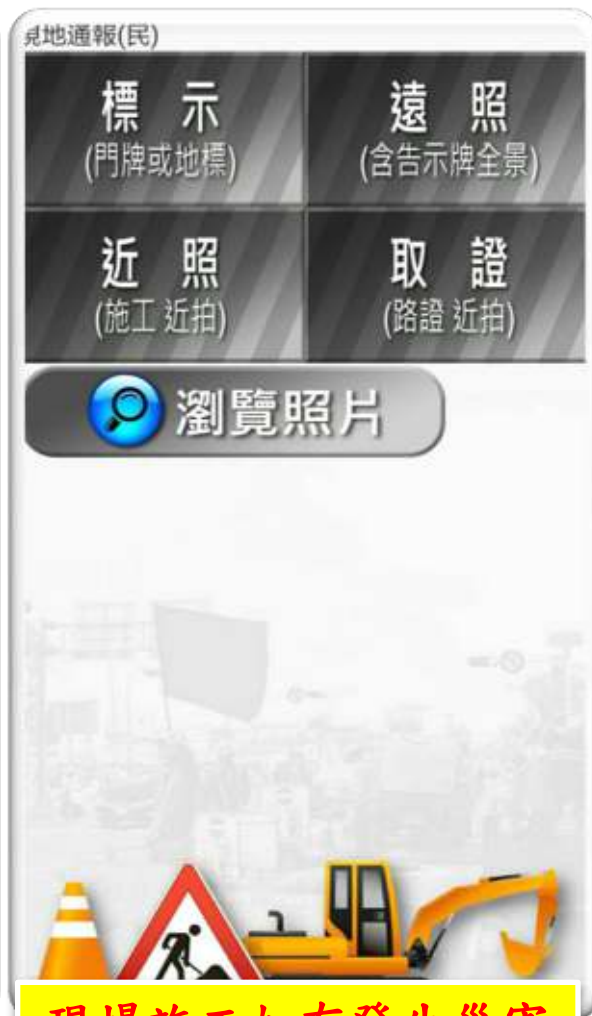 現地通報(民)
標 示
(門牌或地標)
遠 照
(含告示牌全景)
近 照
(施工 近拍)
取 證
(路證 近拍)
瀏覽照片
現場施工如有發生災害